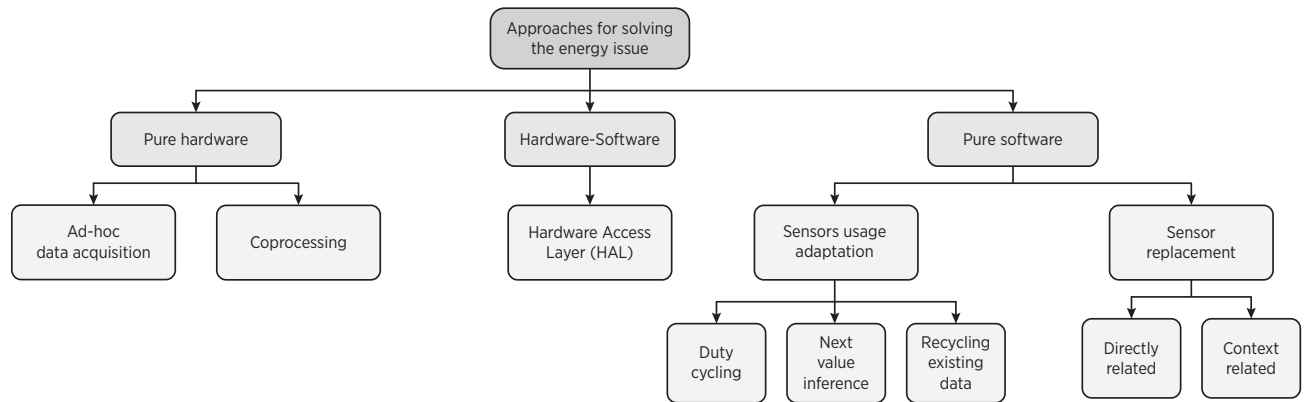 Approaches for solving
the energy issue
Pure hardware
Hardware-Software
Pure software
Ad-hoc
data acquisition
Coprocessing
Hardware Access
Layer (HAL)
Sensors usage
adaptation
Sensor
replacement
Duty
cycling
Next
value
inference
Recycling
existing
data
Directly
related
Context
related